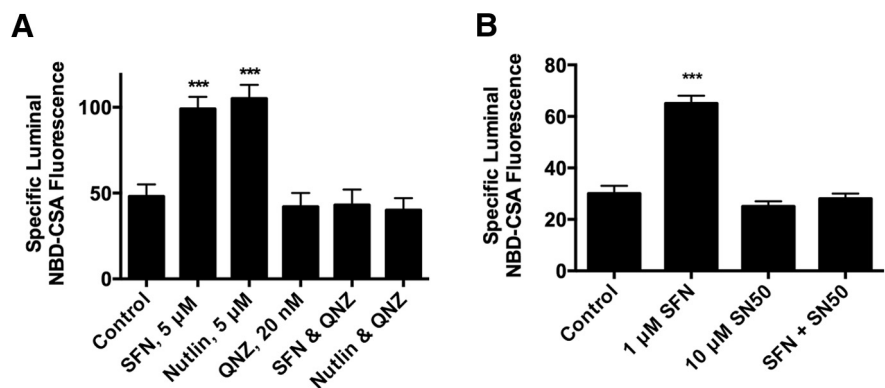 A
Specific Luminal
NBD-CSA Fluorescence
100
50
0
***
***
Control
SFN, 5 µM
Nutlin, 5 µM
QNZ, 20 nM
SFN & QNZ
Nutlin & QNZ
B
Specific Luminal
NBD-CSA Fluorescence
80
60
40
20
0
***
Control
1 µM SFN
10 µM SN50
SFN + SN50